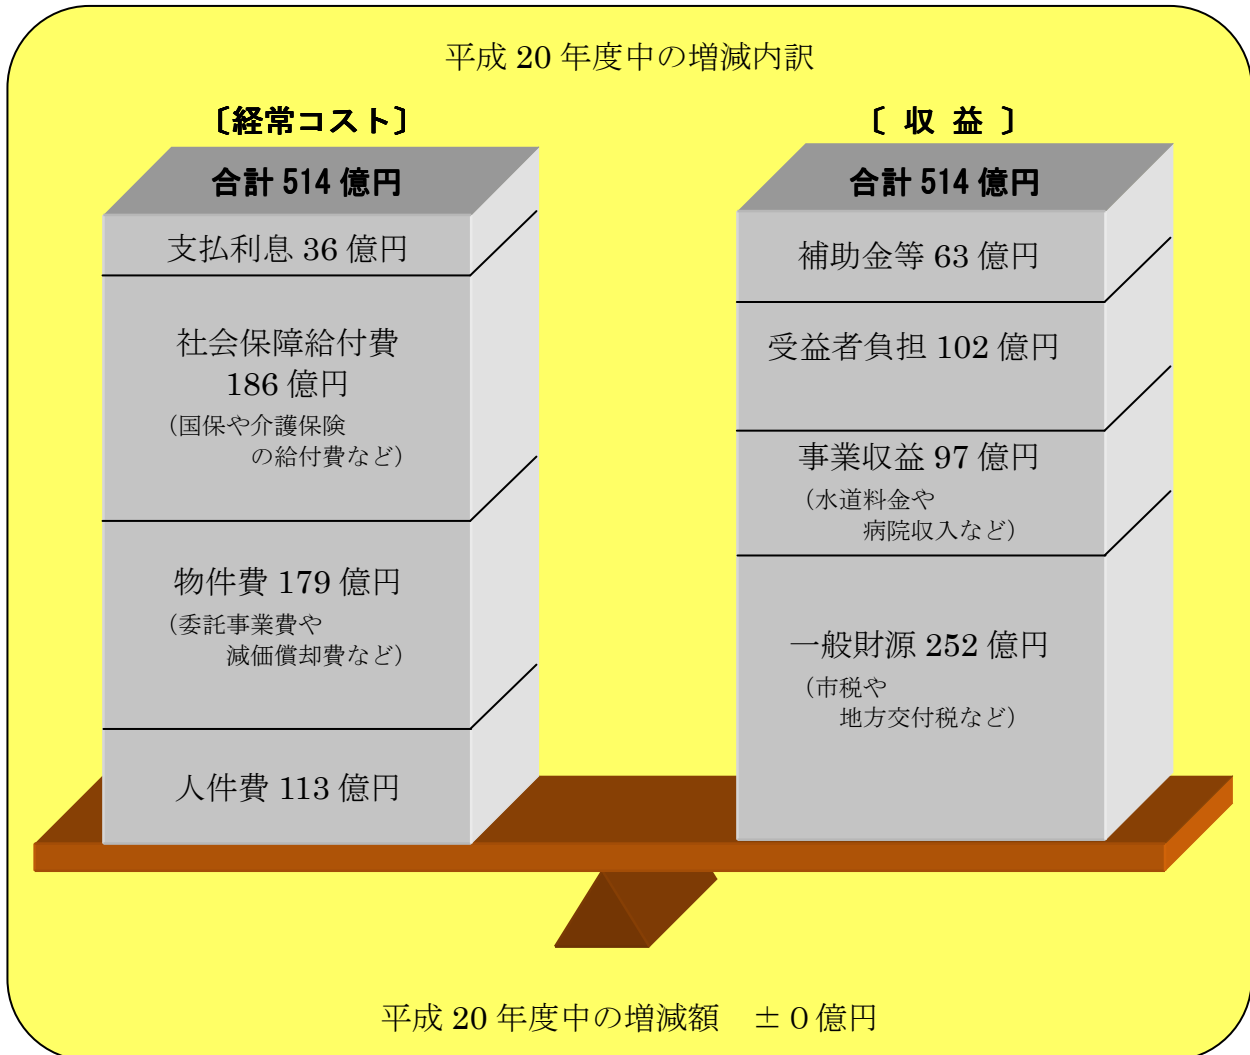 平成 20 年度中の増減内訳
〔経常コスト〕
合計 514 億円
支払利息 36 億円
社会保障給付費
186 億円
（国保や介護保険
の給付費など）
物件費 179 億円
（委託事業費や
減価償却費など）
人件費 113 億円
〔 収 益 〕
合計 514 億円
補助金等 63 億円
受益者負担 102 億円
事業収益 97 億円
（水道料金や
病院収入など）
一般財源 252 億円
（市税や
地方交付税など）
平成 20 年度中の増減額　±０億円